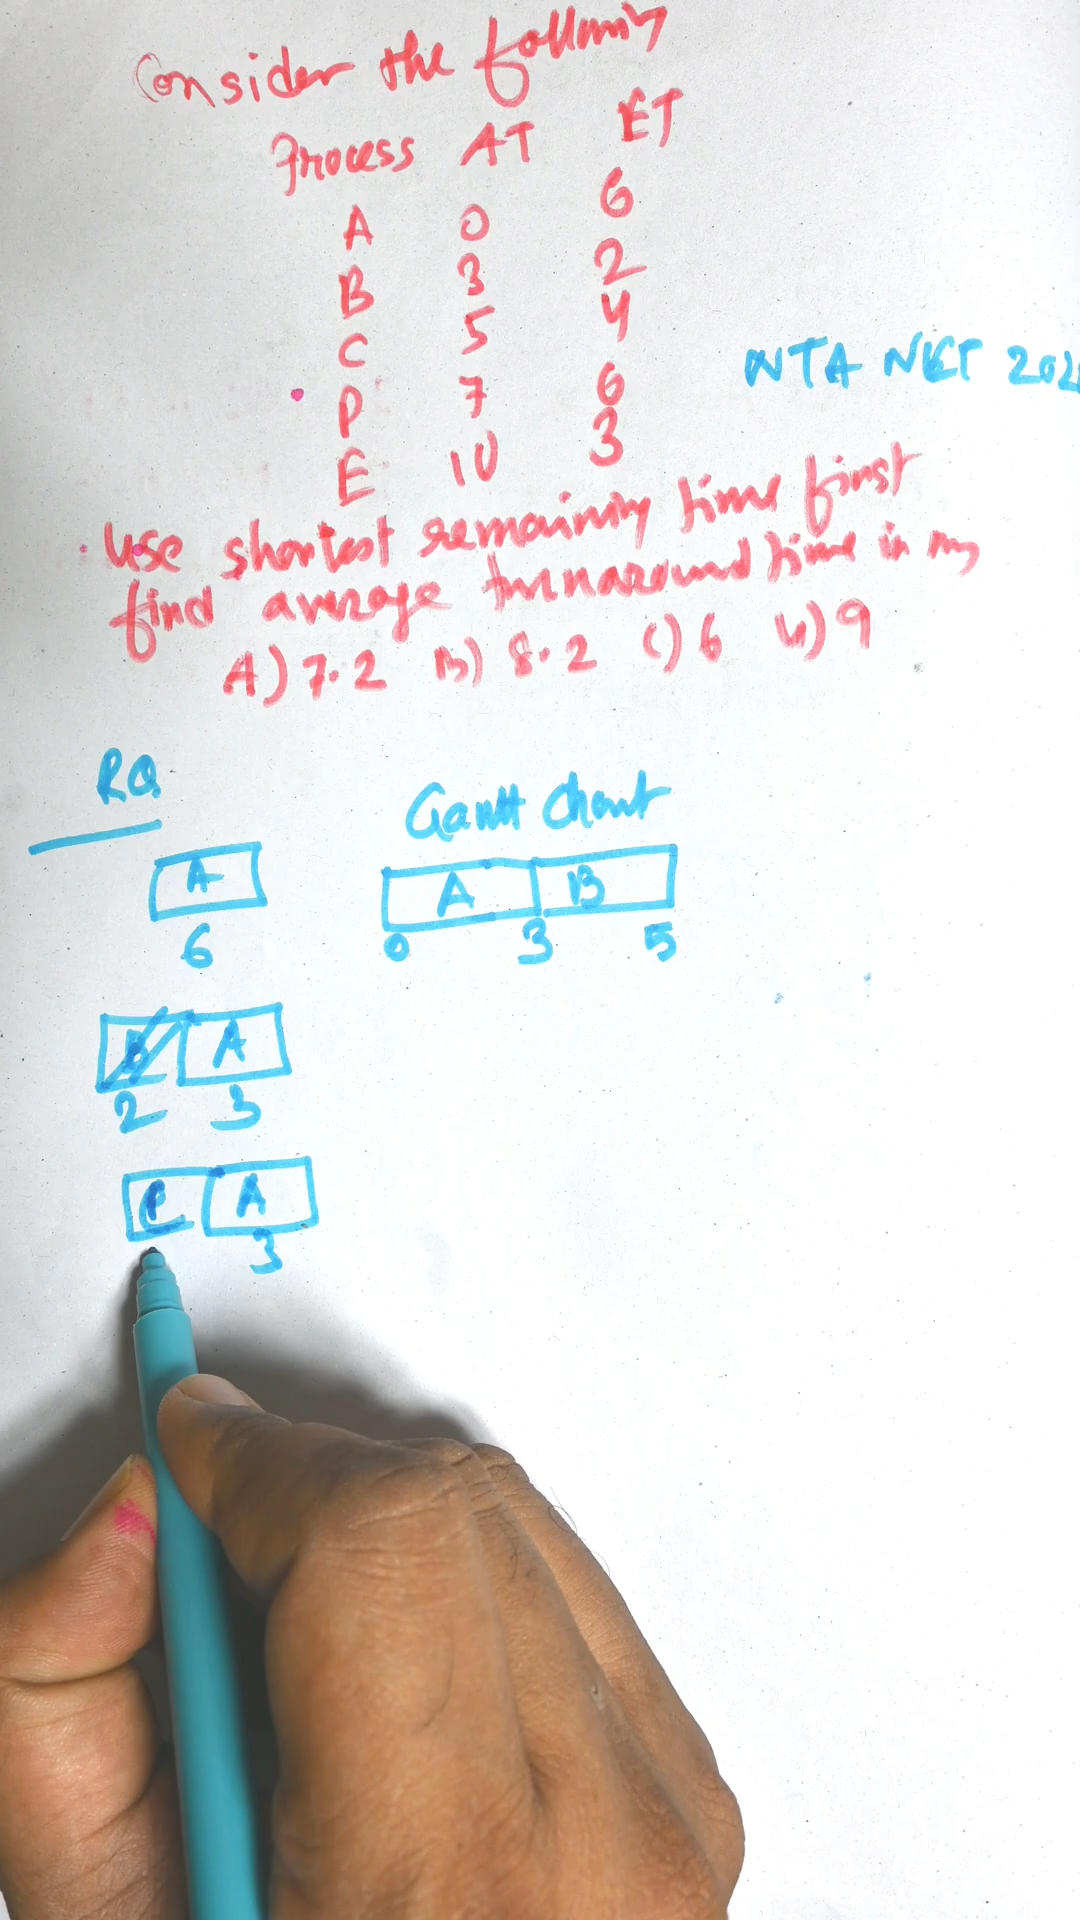 Consider the following
Process AT ET
A 0 6
B 3 2
C 5 4
D 7 6
E 10 3
NTA NET
Use shortest remaining time first
find average turnaround time in ms
A) 7.2 B) 8.2 C) 6 4) 9
RQ
Gantt Chart
A
A B
6
0 3 5
B A
2 3
C A
3